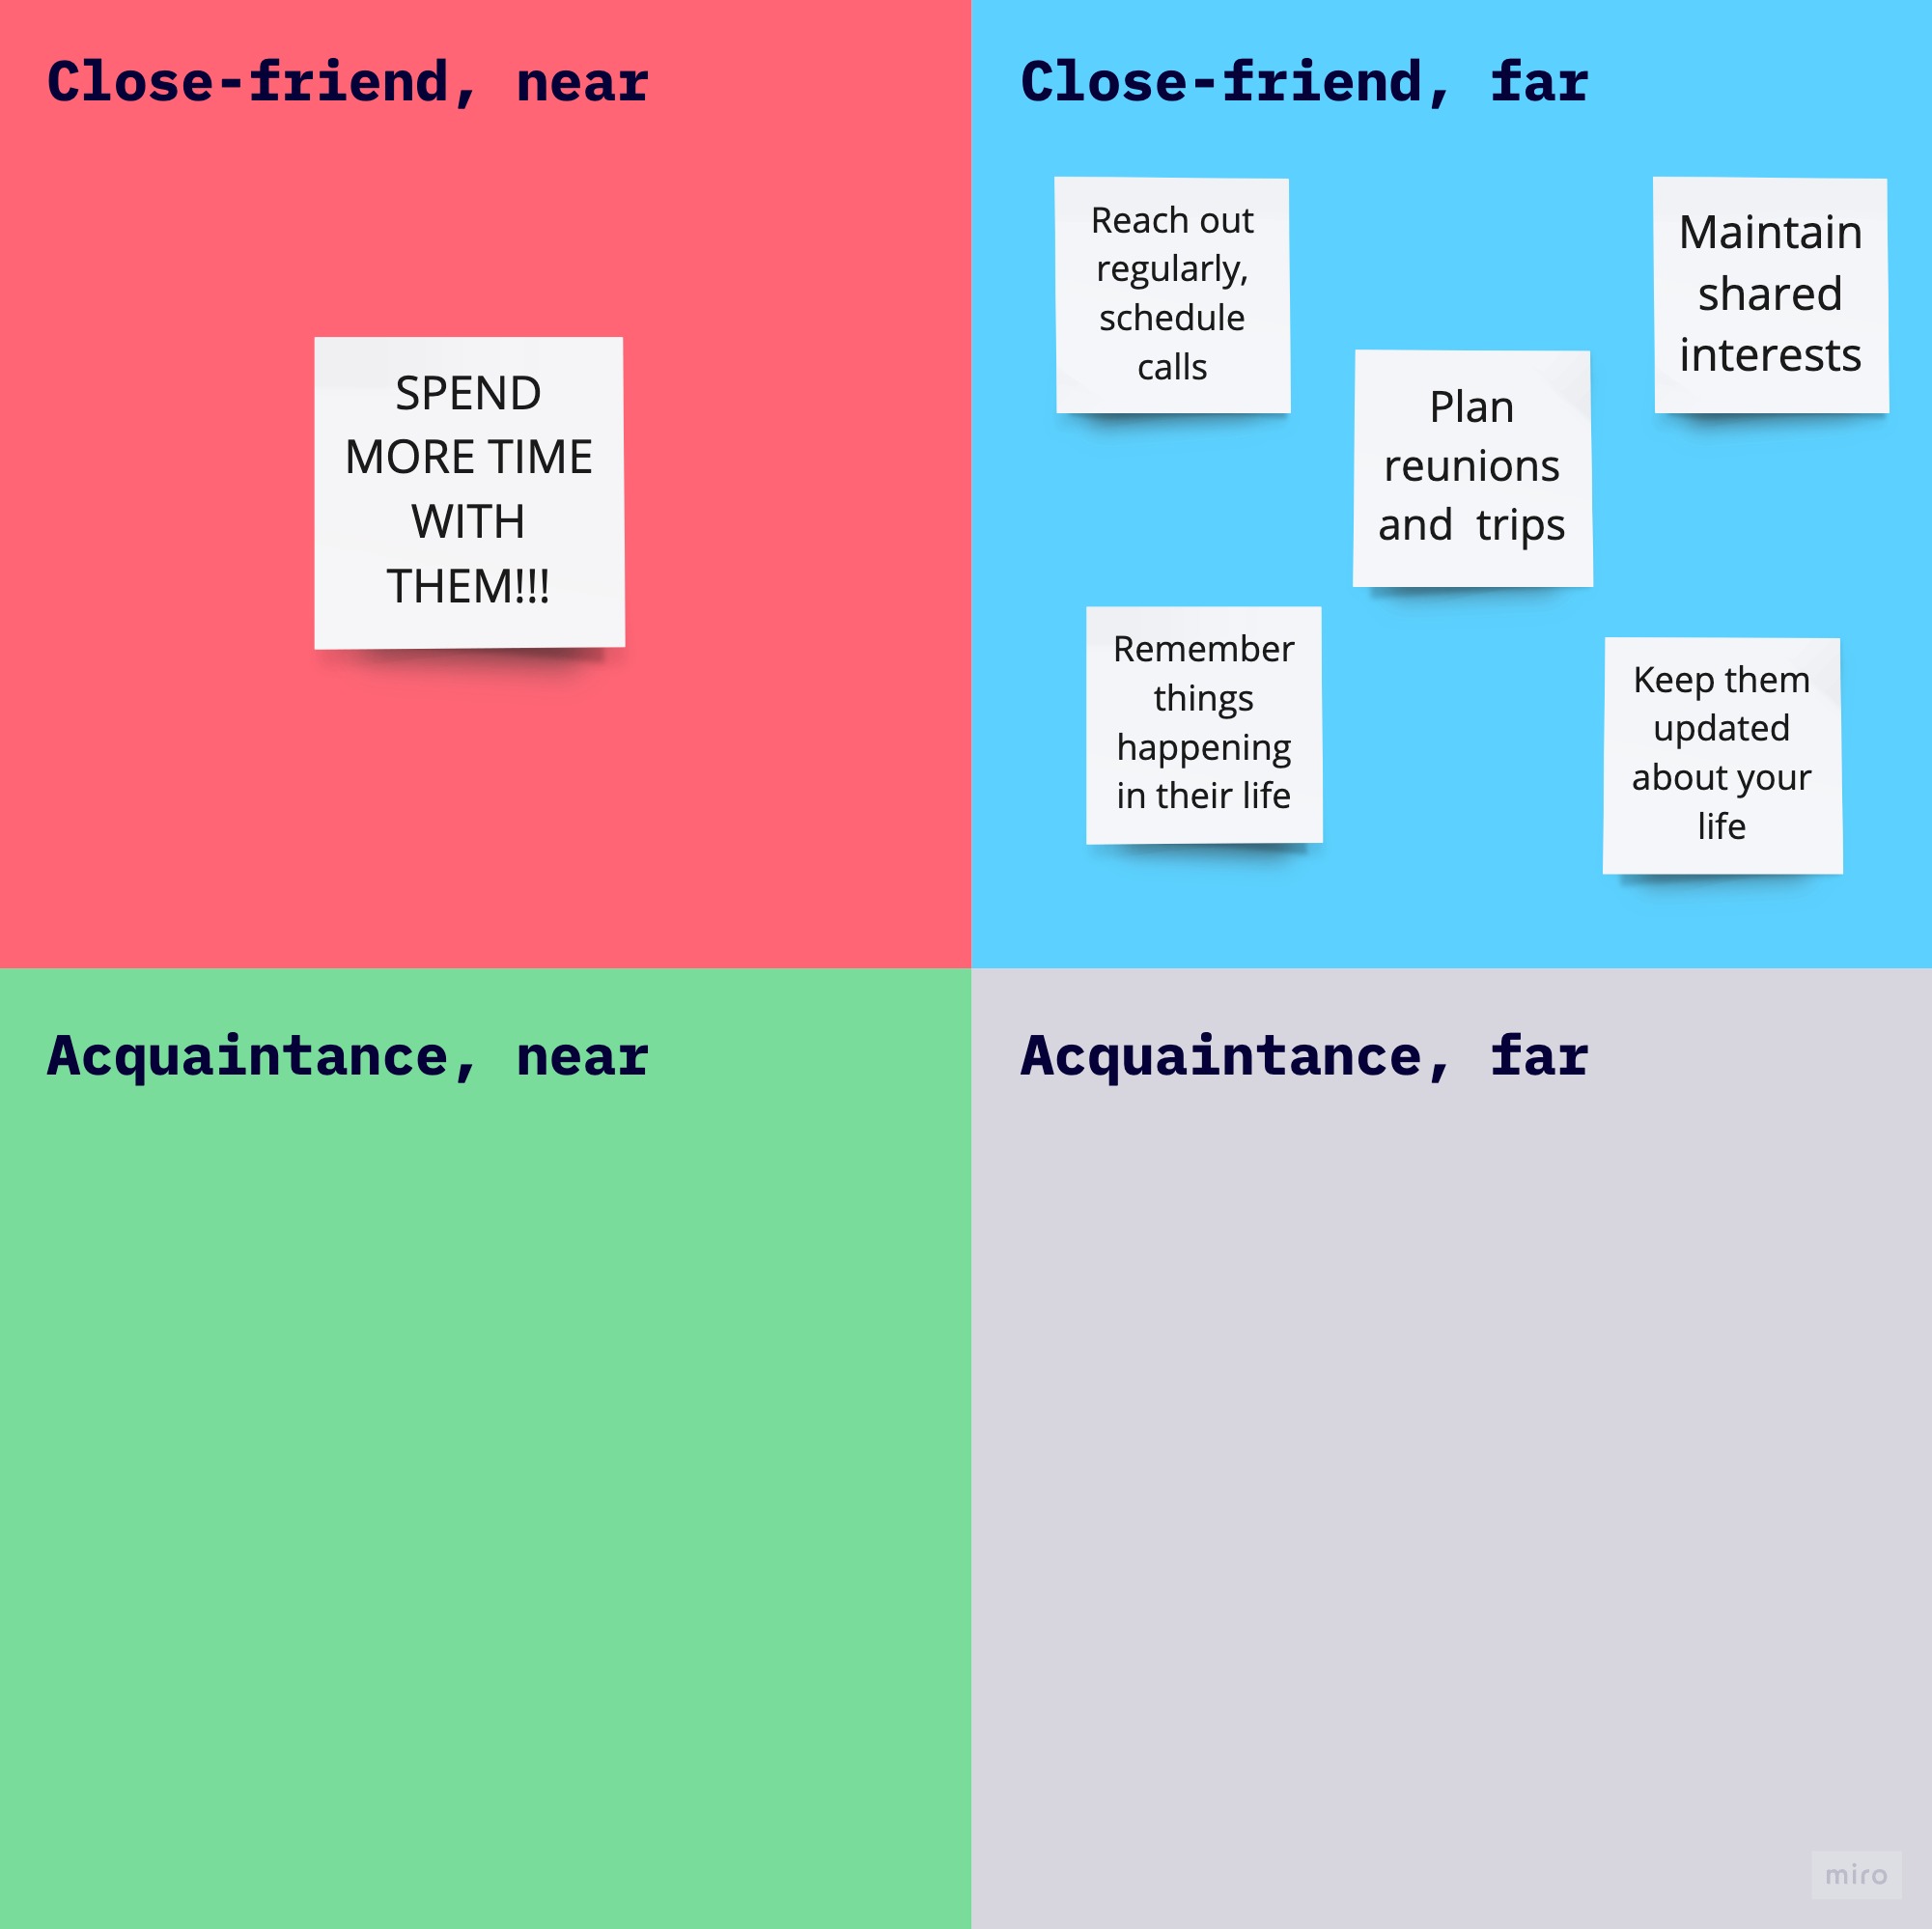 Close-friend, near
Close-friend, far
Reach out
regularly,
schedule
calls
Maintain
shared
interests
SPEND
MORE TIME
WITH
THEM!!!
Plan
reunions
and trips
Remember
things
happening
in their life
Keep them
updated
about your
life
Acquaintance, near
Acquaintance, far
miro